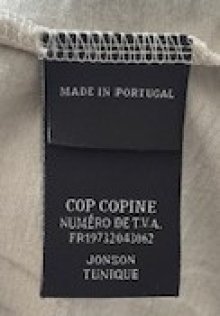 MADE IN PORTUGAL
COP COPINE
NUMÉRO DE T.V.A.
FR19732043062
JONSON
TUNIQUE